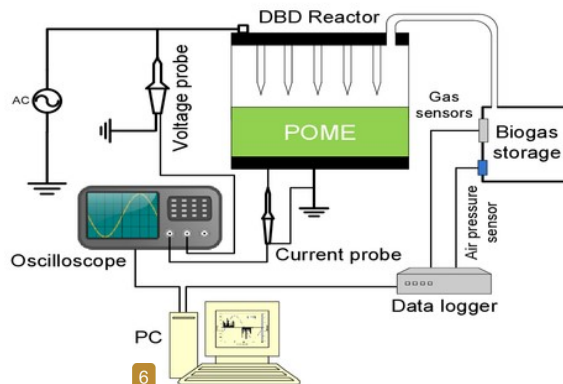 DBD Reactor
AC
Voltage probe
POME
Gas
sensors
Biogas
storage
Air pressure
sensor
Oscilloscope
Current probe
Data logger
PC
6